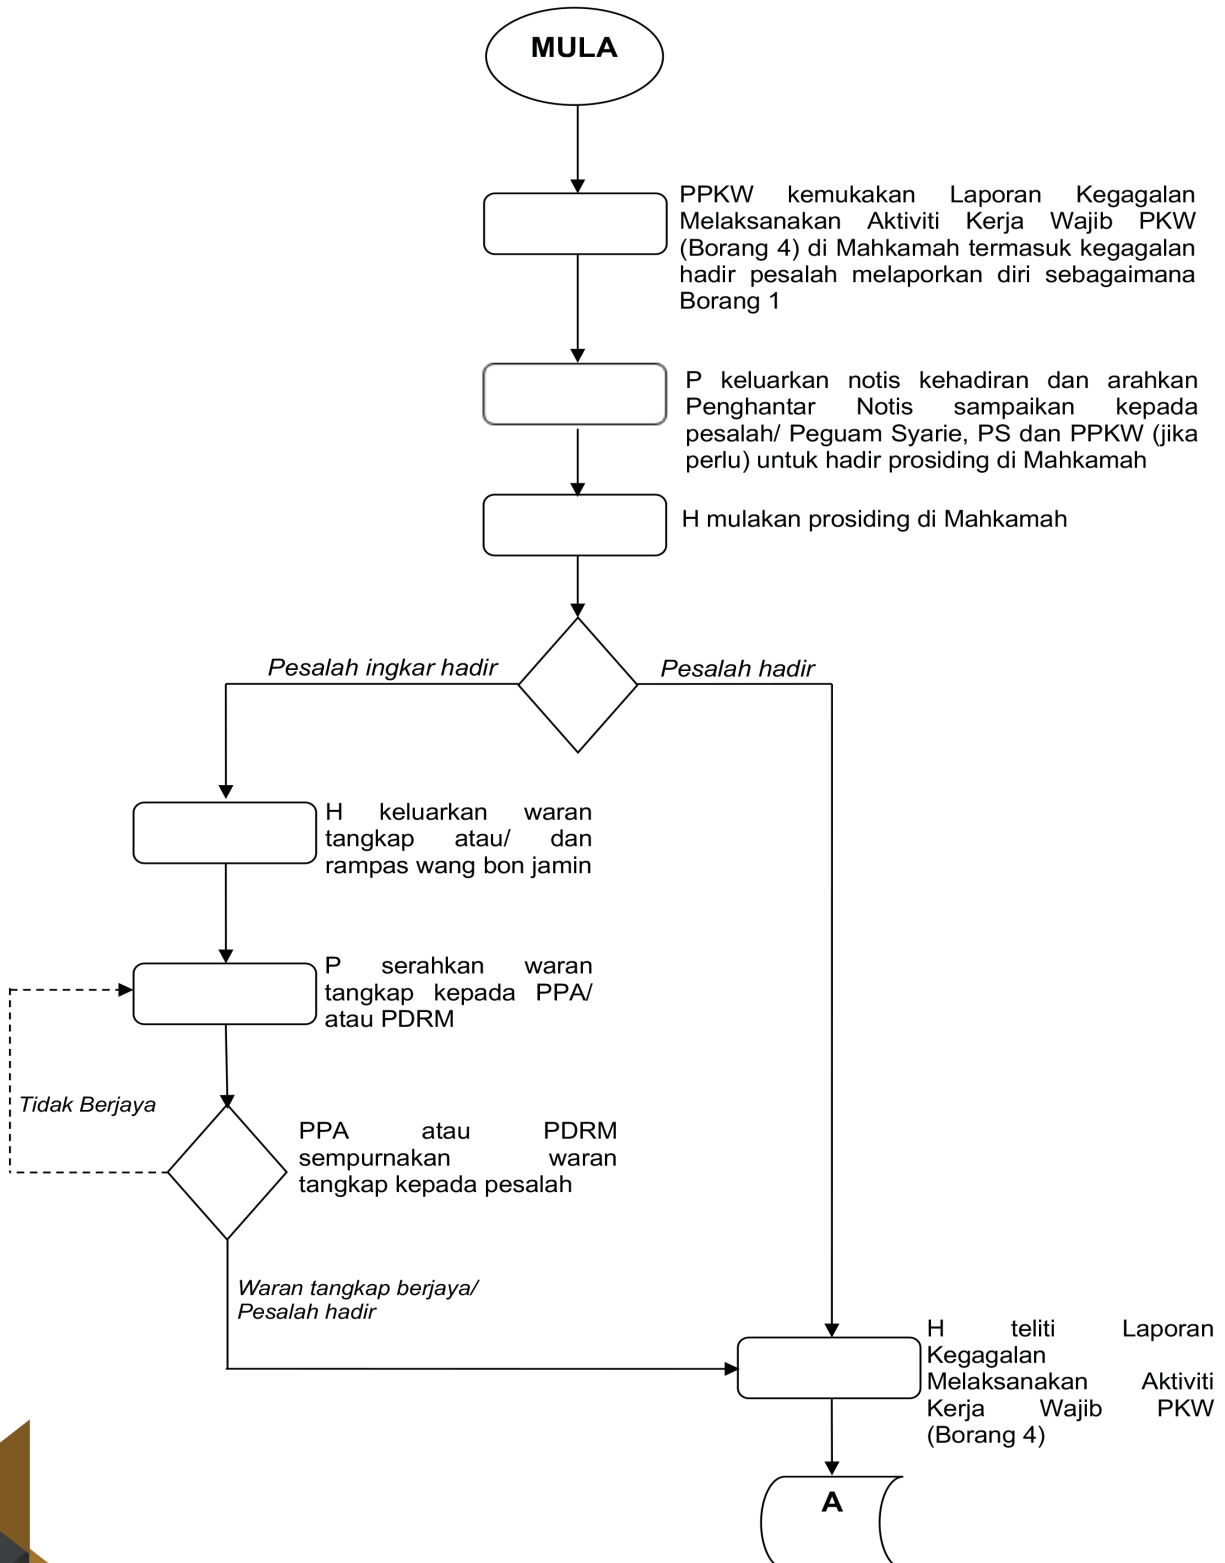 MULA
PPKW kemukakan Laporan Kegagalan
Melaksanakan Aktiviti Kerja Wajib PKW
(Borang 4) di Mahkamah termasuk kegagalan
hadir pesalah melaporkan diri sebagaimana
Borang 1
P keluarkan notis kehadiran dan arahkan
Penghantar Notis sampaikan kepada
pesalah/ Peguam Syarie, PS dan PPKW (jika
perlu) untuk hadir prosiding di Mahkamah
H mulakan prosiding di Mahkamah
Pesalah ingkar hadir
Pesalah hadir
H keluarkan waran
tangkap atau/ dan
rampas wang bon jamin
P serahkan waran
tangkap kepada PPA/
atau PDRM
Tidak Berjaya
PPA atau PDRM
sempurnakan waran
tangkap kepada pesalah
Waran tangkap berjaya/
Pesalah hadir
H teliti Laporan
Kegagalan
Melaksanakan Aktiviti
Kerja Wajib PKW
(Borang 4)
A